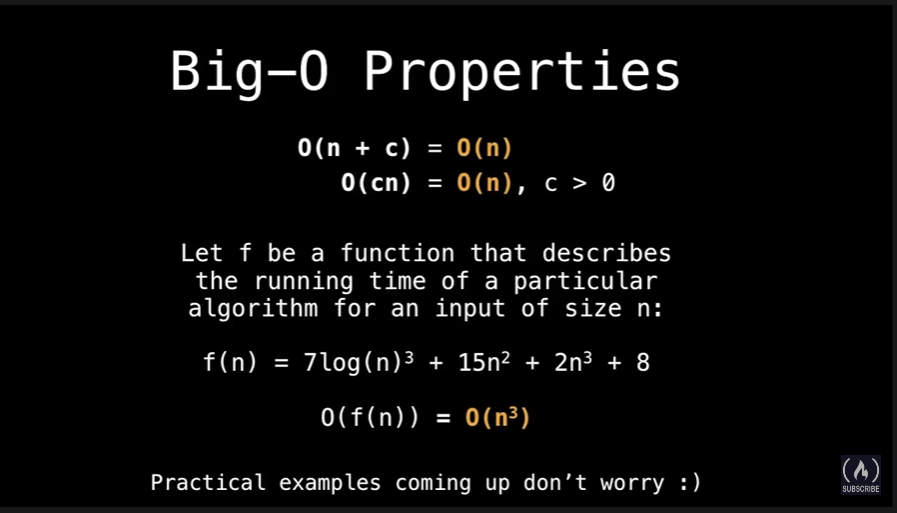 Big-O Properties
O(n + c) = O(n)
O(cn) = O(n), c > 0
Let f be a function that describes
the running time of a particular
algorithm for an input of size n:
f(n) = 7log(n)³ + 15n² + 2n³ + 8
O(f(n)) = O(n³)
Practical examples coming up don’t worry :)
SUBSCRIBE